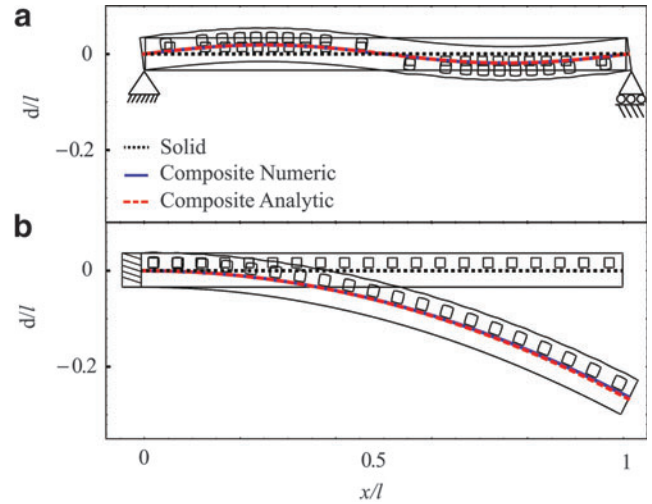 a
0
−0.2
d/l
Solid
Composite Numeric
Composite Analytic
b
0
−0.2
d/l
0
0.5
1
x/l